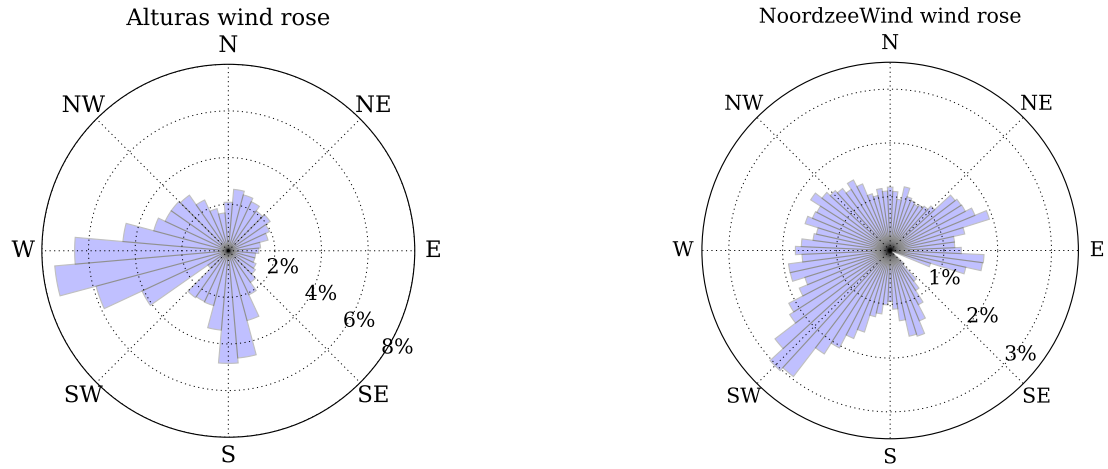 Alturas wind rose
N
NW
NE
W
E
2%
4%
6%
8%
SW
SE
S
NoordzeeWind wind rose
N
NW
NE
W
E
1%
2%
3%
SW
SE
S